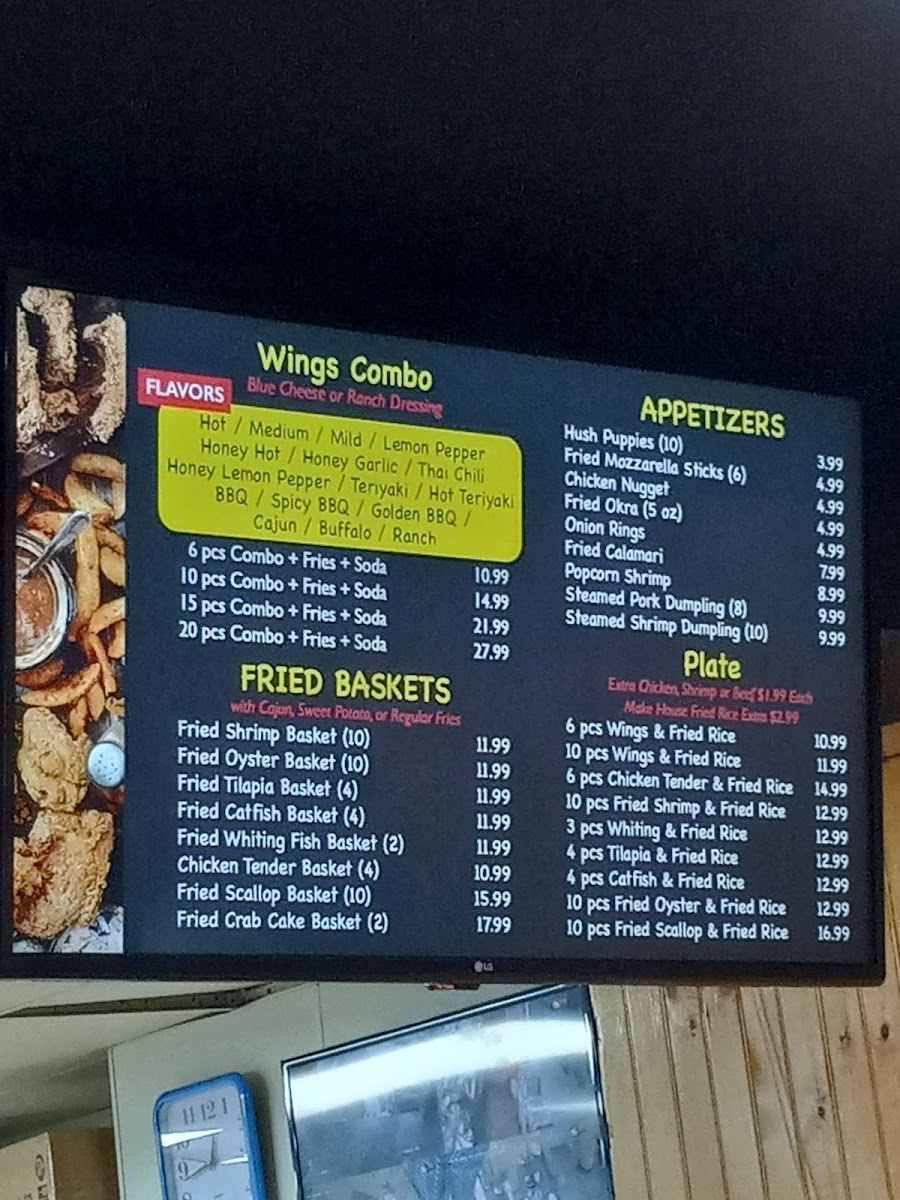 Wings Combo
Blue Cheese or Ranch Dressing
FLAVORS
Hot / Medium / Mild / Lemon Pepper
Honey Hot / Honey Garlic / Thai Chili
Honey Lemon Pepper / Teriyaki / Hot Teriyaki
BBQ / Spicy BBQ / Golden BBQ /
Cajun / Buffalo / Ranch
6 pcs Combo + Fries + Soda 10.99
10 pcs Combo + Fries + Soda 14.99
15 pcs Combo + Fries + Soda 21.99
20 pcs Combo + Fries + Soda 27.99
FRIED BASKETS
with Cajun, Sweet Potato, or Regular Fries
Fried Shrimp Basket (10) 11.99
Fried Oyster Basket (10) 11.99
Fried Tilapia Basket (4) 11.99
Fried Catfish Basket (4) 11.99
Fried Whiting Fish Basket (2) 11.99
Chicken Tender Basket (4) 10.99
Fried Scallop Basket (10) 15.99
Fried Crab Cake Basket (2) 17.99
APPETIZERS
Hush Puppies (10) 3.99
Fried Mozzarella Sticks (6) 4.99
Chicken Nugget 4.99
Fried Okra (5 oz) 4.99
Onion Rings 4.99
Fried Calamari 7.99
Popcorn Shrimp 8.99
Steamed Pork Dumpling (8) 9.99
Steamed Shrimp Dumpling (10) 9.99
Plate
Extra Chicken, Shrimp or Beef $1.99 Each
Make House Fried Rice Extra $2.99
6 pcs Wings & Fried Rice 10.99
10 pcs Wings & Fried Rice 11.99
6 pcs Chicken Tender & Fried Rice 14.99
10 pcs Fried Shrimp & Fried Rice 12.99
3 pcs Whiting & Fried Rice 12.99
4 pcs Tilapia & Fried Rice 12.99
4 pcs Catfish & Fried Rice 12.99
10 pcs Fried Oyster & Fried Rice 12.99
10 pcs Fried Scallop & Fried Rice 16.99
LG
11 12 1